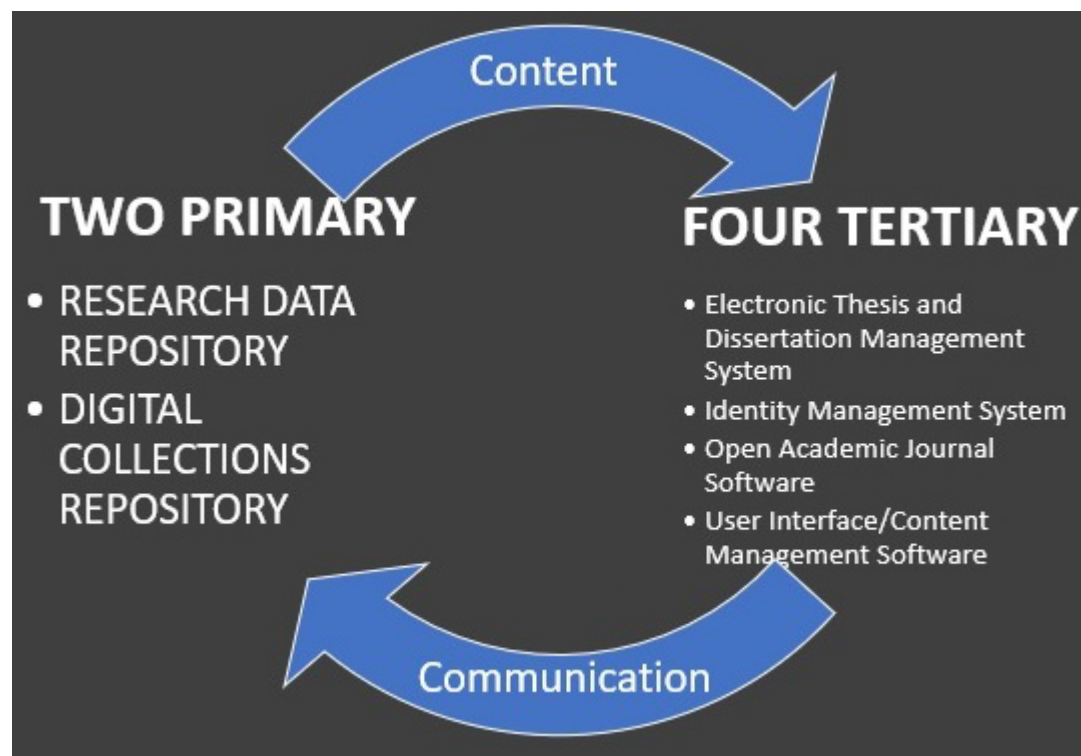 Content
TWO PRIMARY
• RESEARCH DATA
REPOSITORY
• DIGITAL
COLLECTIONS
REPOSITORY
FOUR TERTIARY
• Electronic Thesis and
Dissertation Management
System
• Identity Management System
• Open Academic Journal
Software
• User Interface/Content
Management Software
Communication